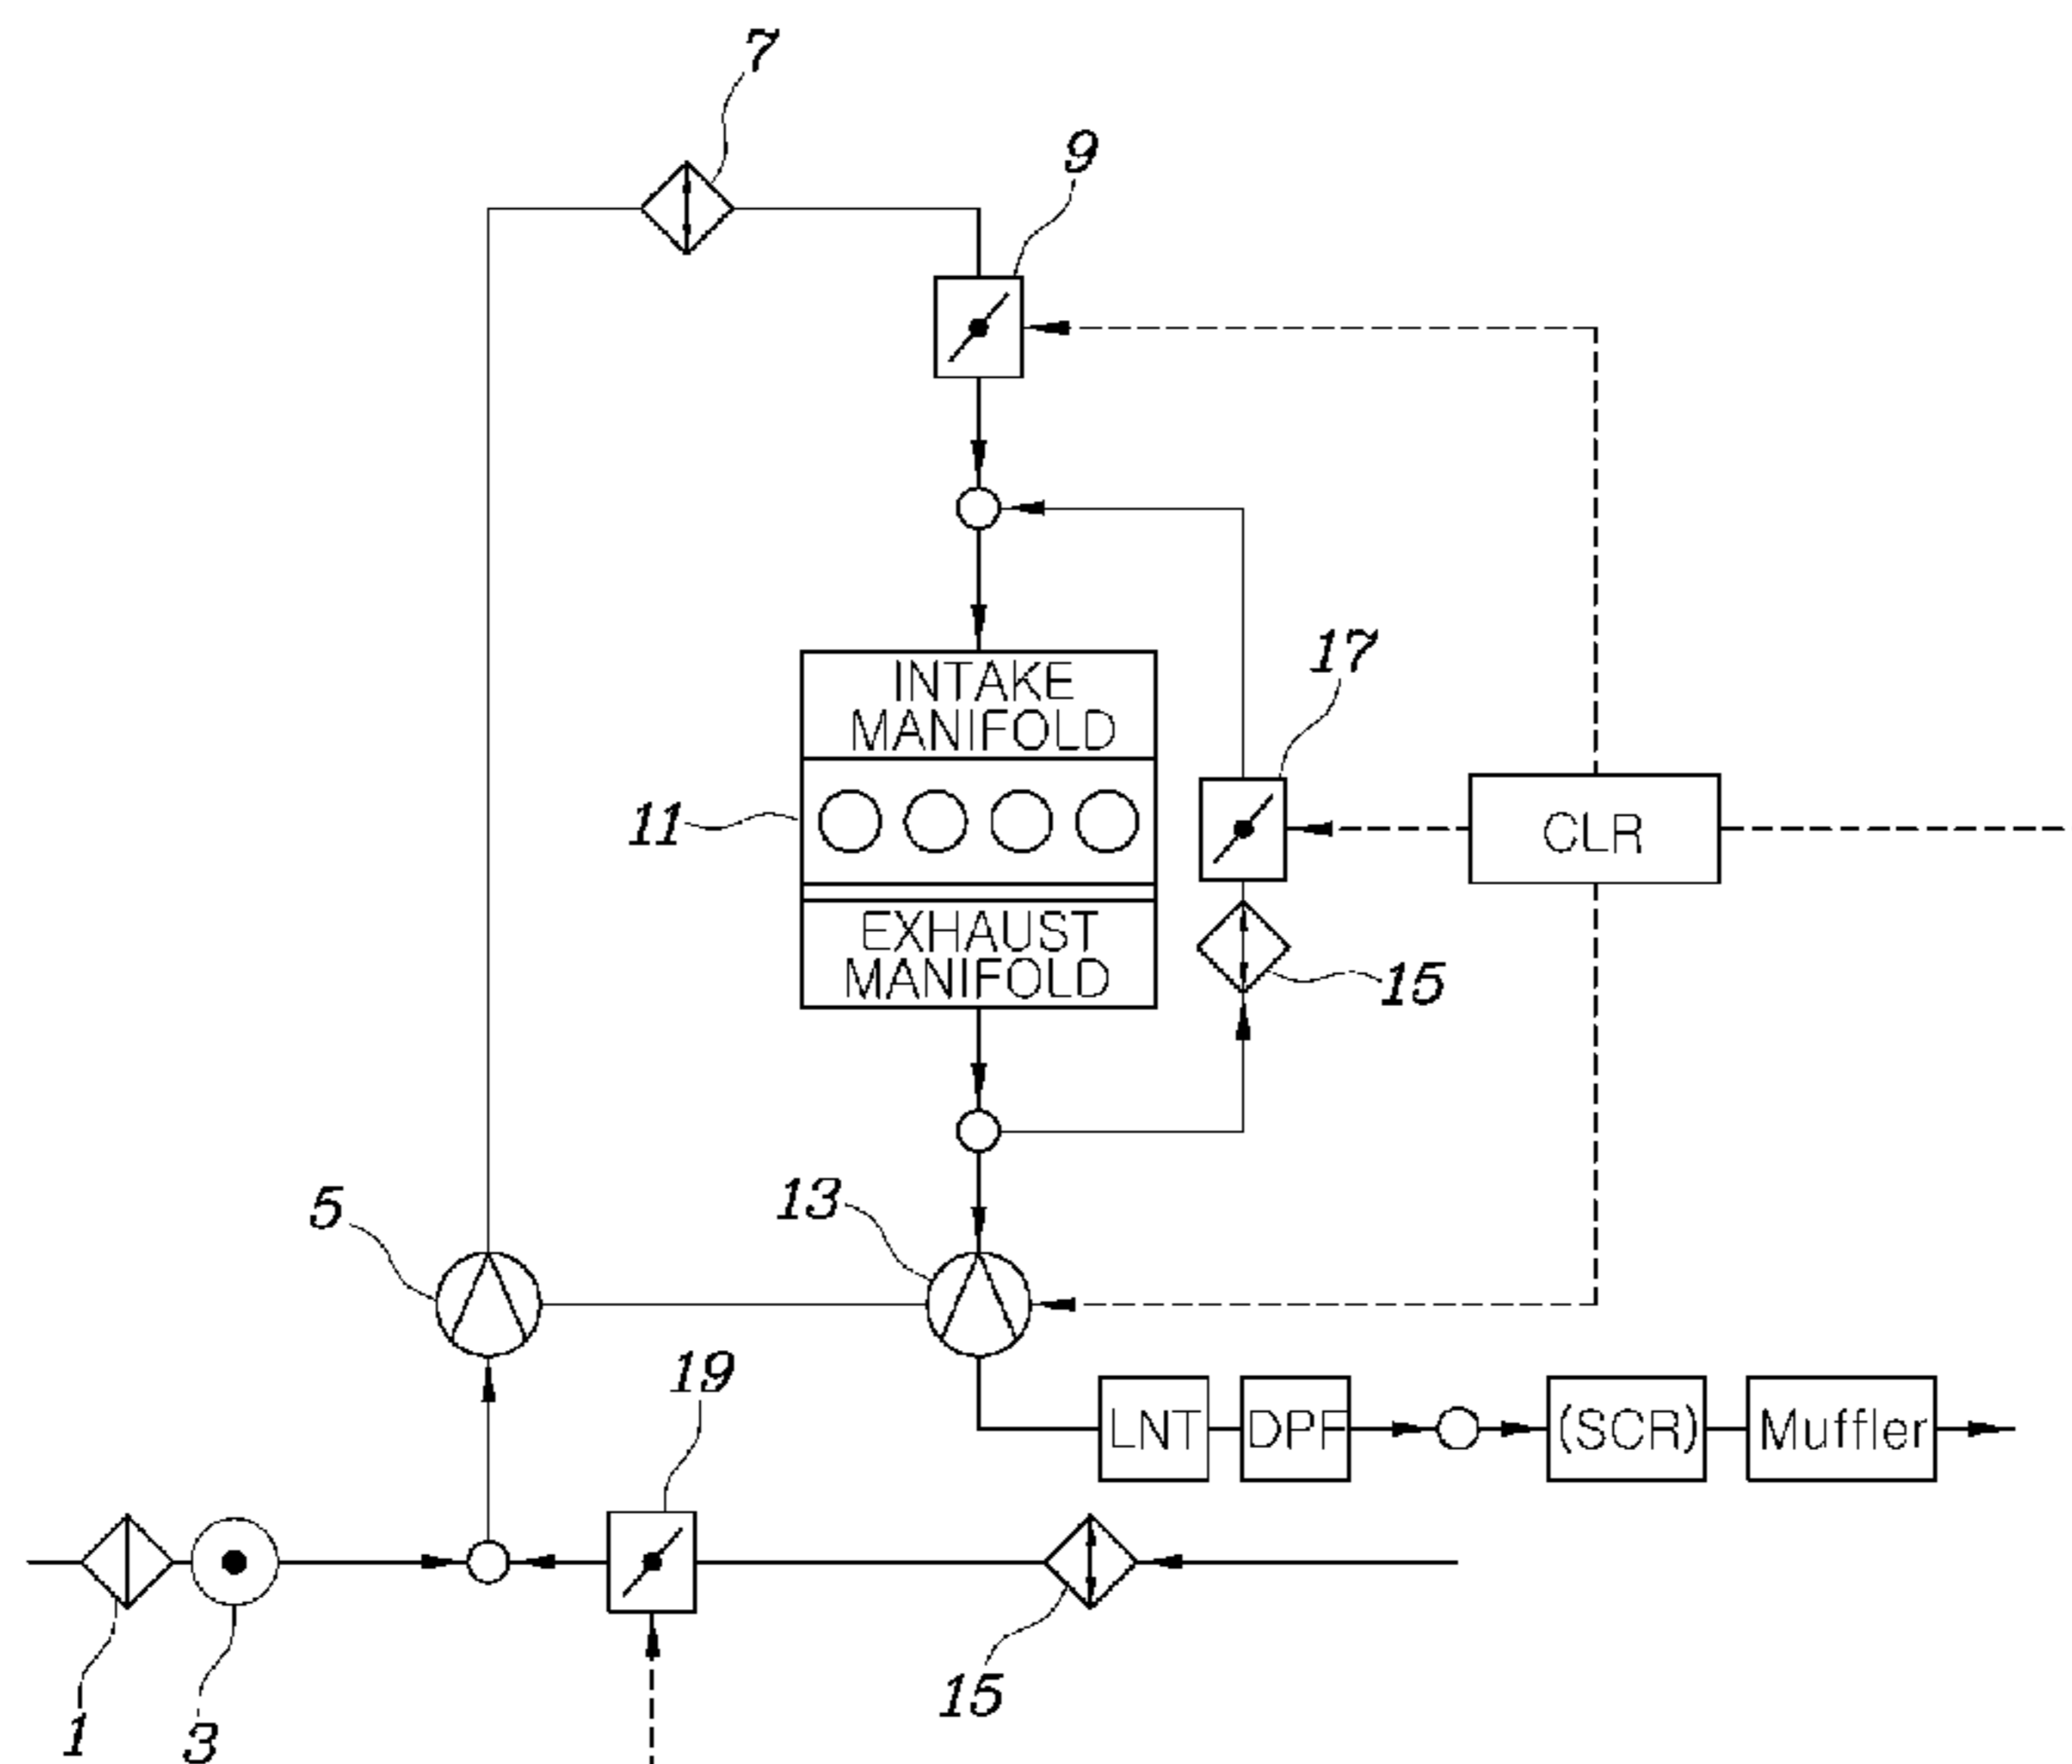 7
9
INTAKE
MANIFOLD
17
11
CLR
EXHAUST
MANIFOLD
15
5
13
19
LNT
DPF
(SCR)
Muffler
1
3
15